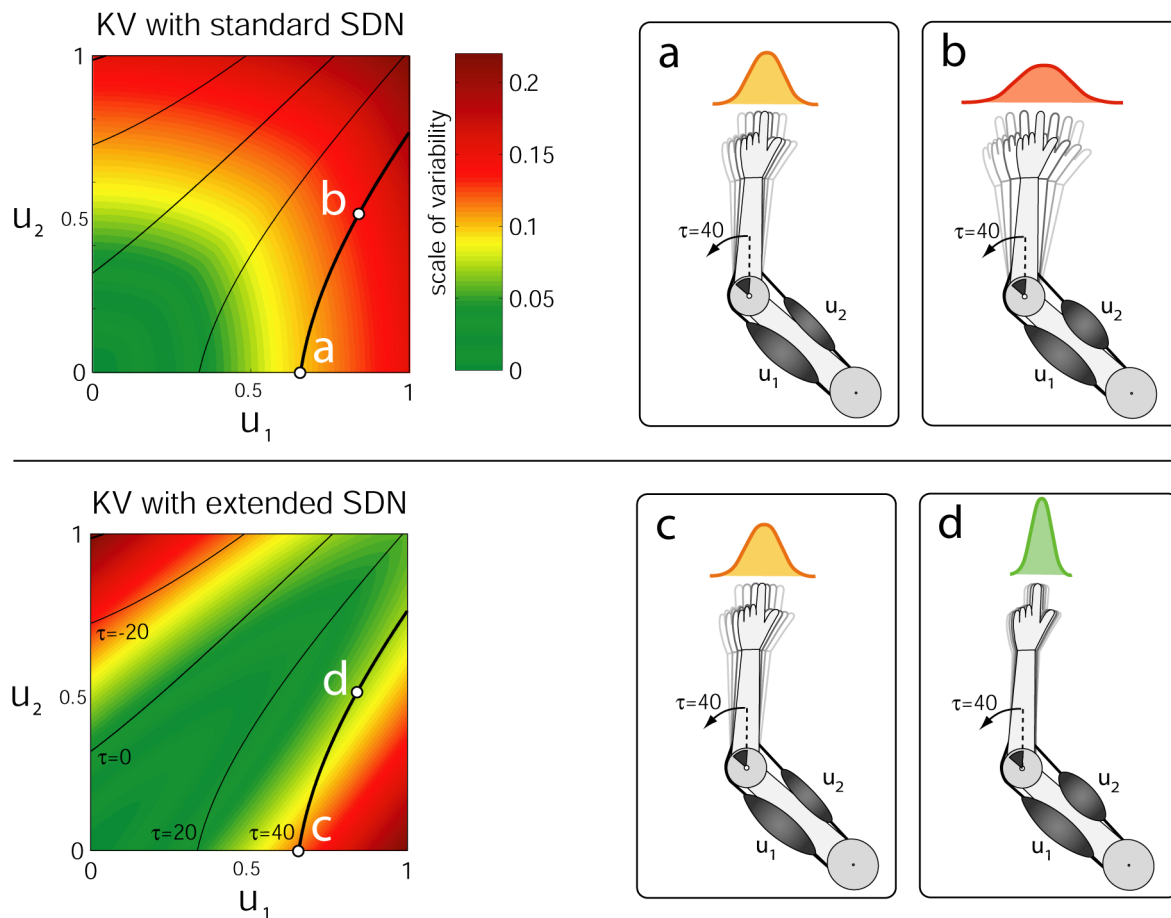 KV with standard SDN
1
0.5
0
u2
0
0.5
1
u1
a
b
0.2
0.15
0.1
0.05
0
scale of variability
a
τ=40
u2
u1
b
τ=40
u2
u1
KV with extended SDN
1
0.5
0
u2
0
0.5
1
u1
τ=-20
τ=0
τ=20
τ=40
c
d
c
τ=40
u2
u1
d
τ=40
u2
u1